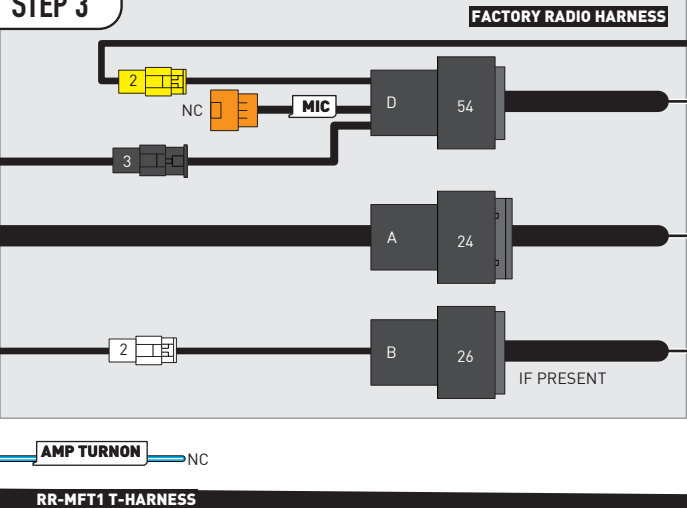 STEP 3
FACTORY RADIO HARNESS
2
NC
MIC
D
54
3
A
24
2
B
26
IF PRESENT
AMP TURNON
NC
RR-MFT1 T-HARNESS